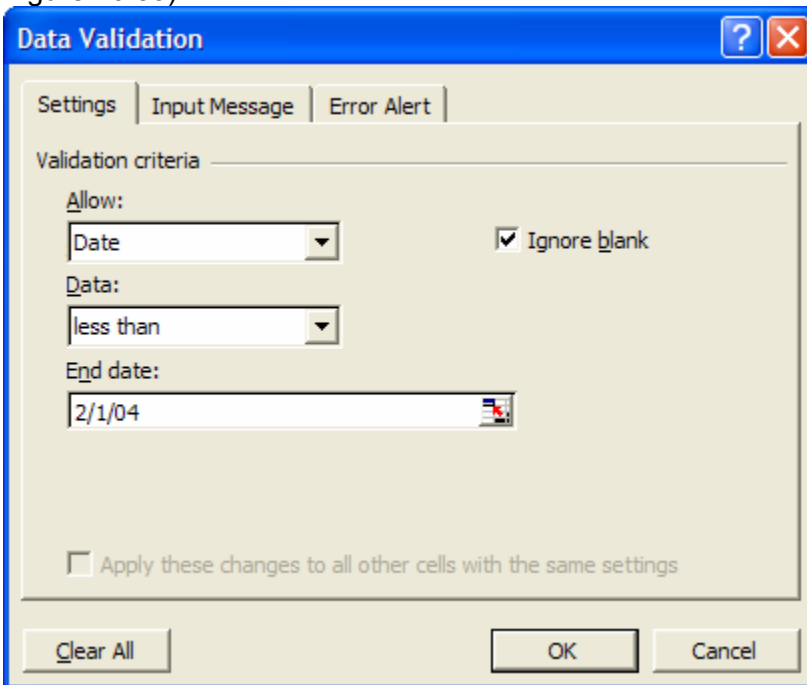 Data Validation
Settings
Input Message
Error Alert
Validation criteria
Allow:
Date
Ignore blank
Data:
less than
End date:
2/1/04
Apply these changes to all other cells with the same settings
Clear All
OK
Cancel